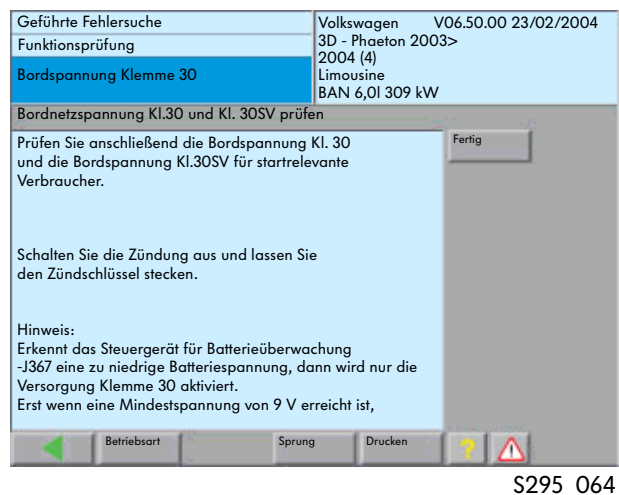 Geführte Fehlersuche
Funktionsprüfung
Bordspannung Klemme 30
Volkswagen V06.50.00 23/02/2004
3D - Phaeton 2003>
2004 (4)
Limousine
BAN 6,0l 309 kW
Bordnetzspannung Kl.30 und Kl. 30SV prüfen
Prüfen Sie anschließend die Bordspannung Kl. 30
und die Bordspannung Kl.30SV für startrelevante
Verbraucher.
Schalten Sie die Zündung aus und lassen Sie
den Zündschlüssel stecken.
Hinweis:
Erkennt das Steuergerät für Batterieüberwachung
-J367 eine zu niedrige Batteriespannung, dann wird nur die
Versorgung Klemme 30 aktiviert.
Erst wenn eine Mindestspannung von 9 V erreicht ist,
Fertig
Betriebsart
Sprung
Drucken
?
S295_064